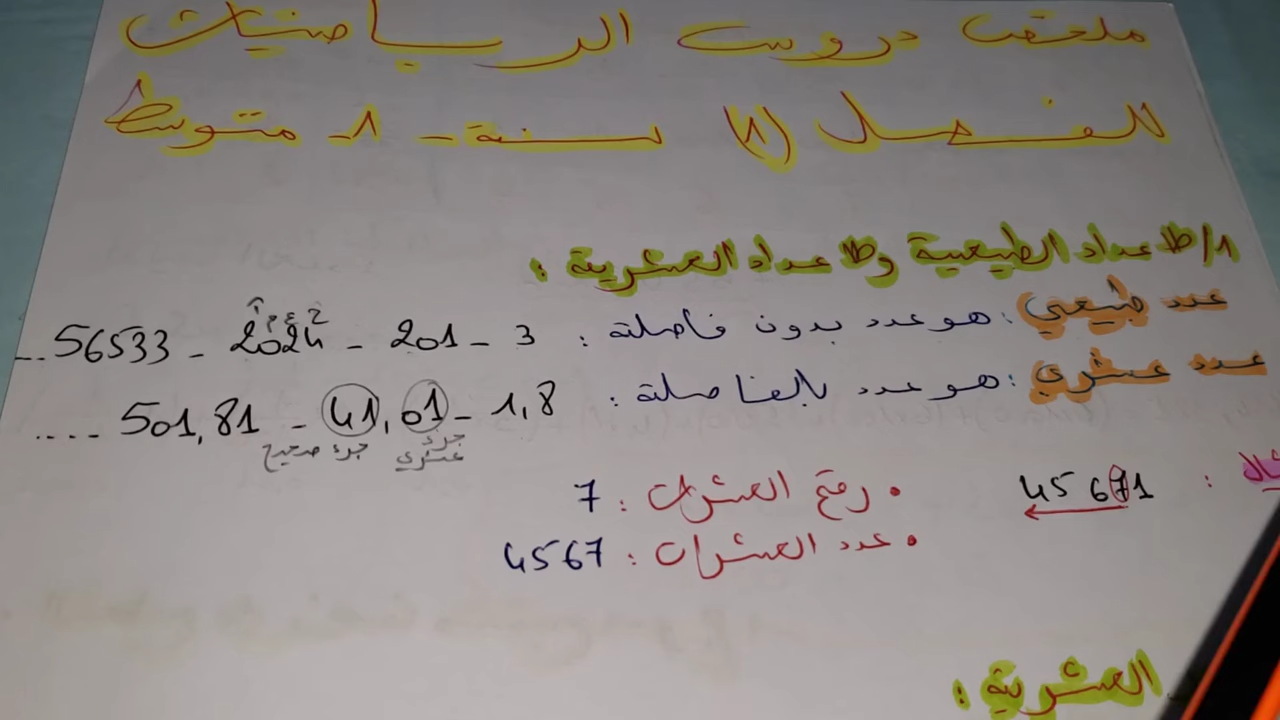 ملخص دروس الرياضيات
للفصل (1) لسنة - 1 - متوسط
1/ الأعداد الطبيعية والأعداد العشرية :
عدد طبيعي : هو عدد بدون فاصلة : 3 - 201 - 2024 - 56533 ...
عدد عشري : هو عدد بالفاصلة : 1,8 - 41,01 - 501,81 ....
جزء عشري جزء صحيح
مثال : 45671 • رقم العشرات : 7
• عدد العشرات : 4567
العشرية :